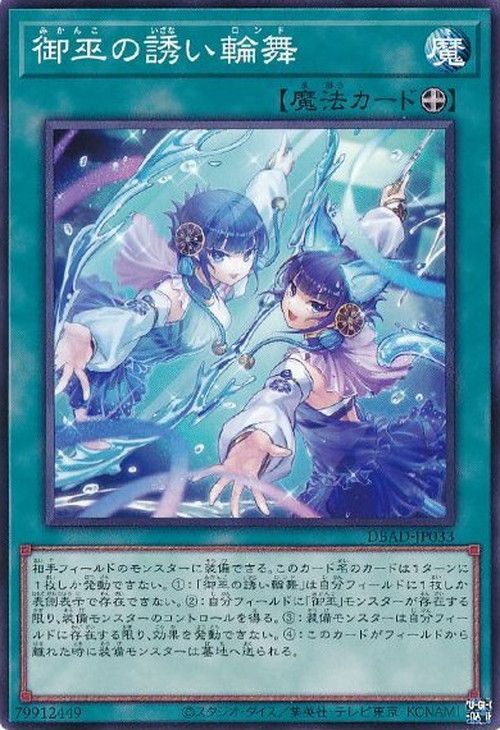 みかんこ いざな ロンド
御巫の誘い輪舞
魔
【魔法カード】
DBAD-JP033
相手フィールドのモンスターに装備できる。このカード名のカードは1ターンに
1枚しか発動できない。①:「御巫の誘い輪舞」は自分フィールドに1枚しか
表側表示で存在できない。②:自分フィールドに「御巫」モンスターが存在する
限り、装備モンスターのコントロールを得る。③:装備モンスターは自分フィー
ルドに存在する限り、効果を発動できない。④:このカードがフィールドから
離れた時に装備モンスターは墓地へ送られる。
79912449
©スタジオ・ダイス/集英社・テレビ東京・KONAMI